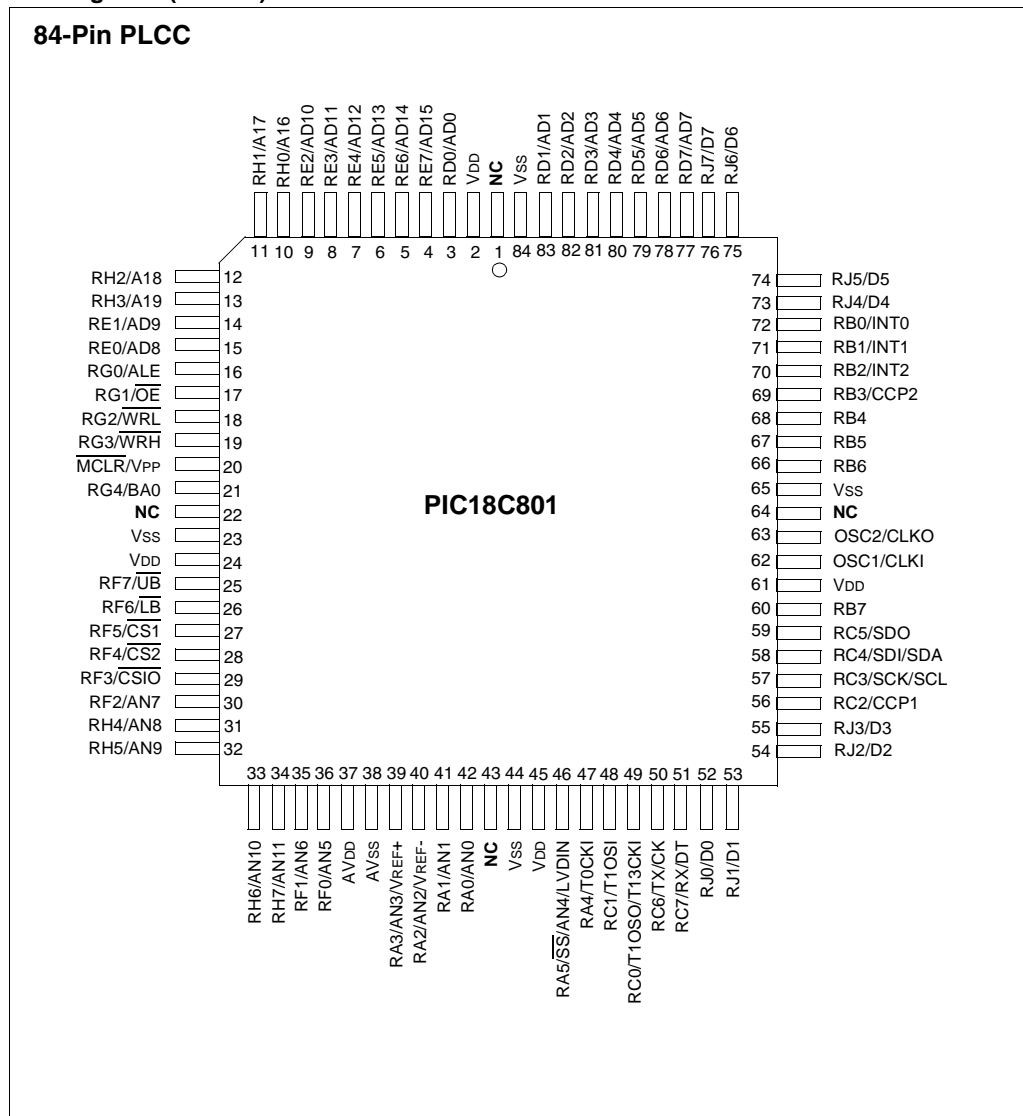 84-Pin PLCC
RH1/A17
RH0/A16
RE2/AD10
RE3/AD11
RE4/AD12
RE5/AD13
RE6/AD14
RE7/AD15
RD0/AD0
VDD
NC
VSS
RD1/AD1
RD2/AD2
RD3/AD3
RD4/AD4
RD5/AD5
RD6/AD6
RD7/AD7
RJ7/D7
RJ6/D6
11 10 9 8 7 6 5 4 3 2 1 84 83 82 81 80 79 78 77 76 75
RH2/A18 12
RH3/A19 13
RE1/AD9 14
RE0/AD8 15
RG0/ALE 16
RG1/OE 17
RG2/WRL 18
RG3/WRH 19
MCLR/VPP 20
RG4/BA0 21
NC 22
VSS 23
VDD 24
RF7/UB 25
RF6/LB 26
RF5/CS1 27
RF4/CS2 28
RF3/CSIO 29
RF2/AN7 30
RH4/AN8 31
RH5/AN9 32
PIC18C801
74 RJ5/D5
73 RJ4/D4
72 RB0/INT0
71 RB1/INT1
70 RB2/INT2
69 RB3/CCP2
68 RB4
67 RB5
66 RB6
65 VSS
64 NC
63 OSC2/CLKO
62 OSC1/CLKI
61 VDD
60 RB7
59 RC5/SDO
58 RC4/SDI/SDA
57 RC3/SCK/SCL
56 RC2/CCP1
55 RJ3/D3
54 RJ2/D2
33 34 35 36 37 38 39 40 41 42 43 44 45 46 47 48 49 50 51 52 53
RH6/AN10
RH7/AN11
RF1/AN6
RF0/AN5
AVDD
AVSS
RA3/AN3/VREF+
RA2/AN2/VREF-
RA1/AN1
RA0/AN0
NC
VSS
VDD
RA5/SS/AN4/LVDIN
RA4/T0CKI
RC1/T1OSI
RC0/T1OSO/T13CKI
RC6/TX/CK
RC7/RX/DT
RJ0/D0
RJ1/D1